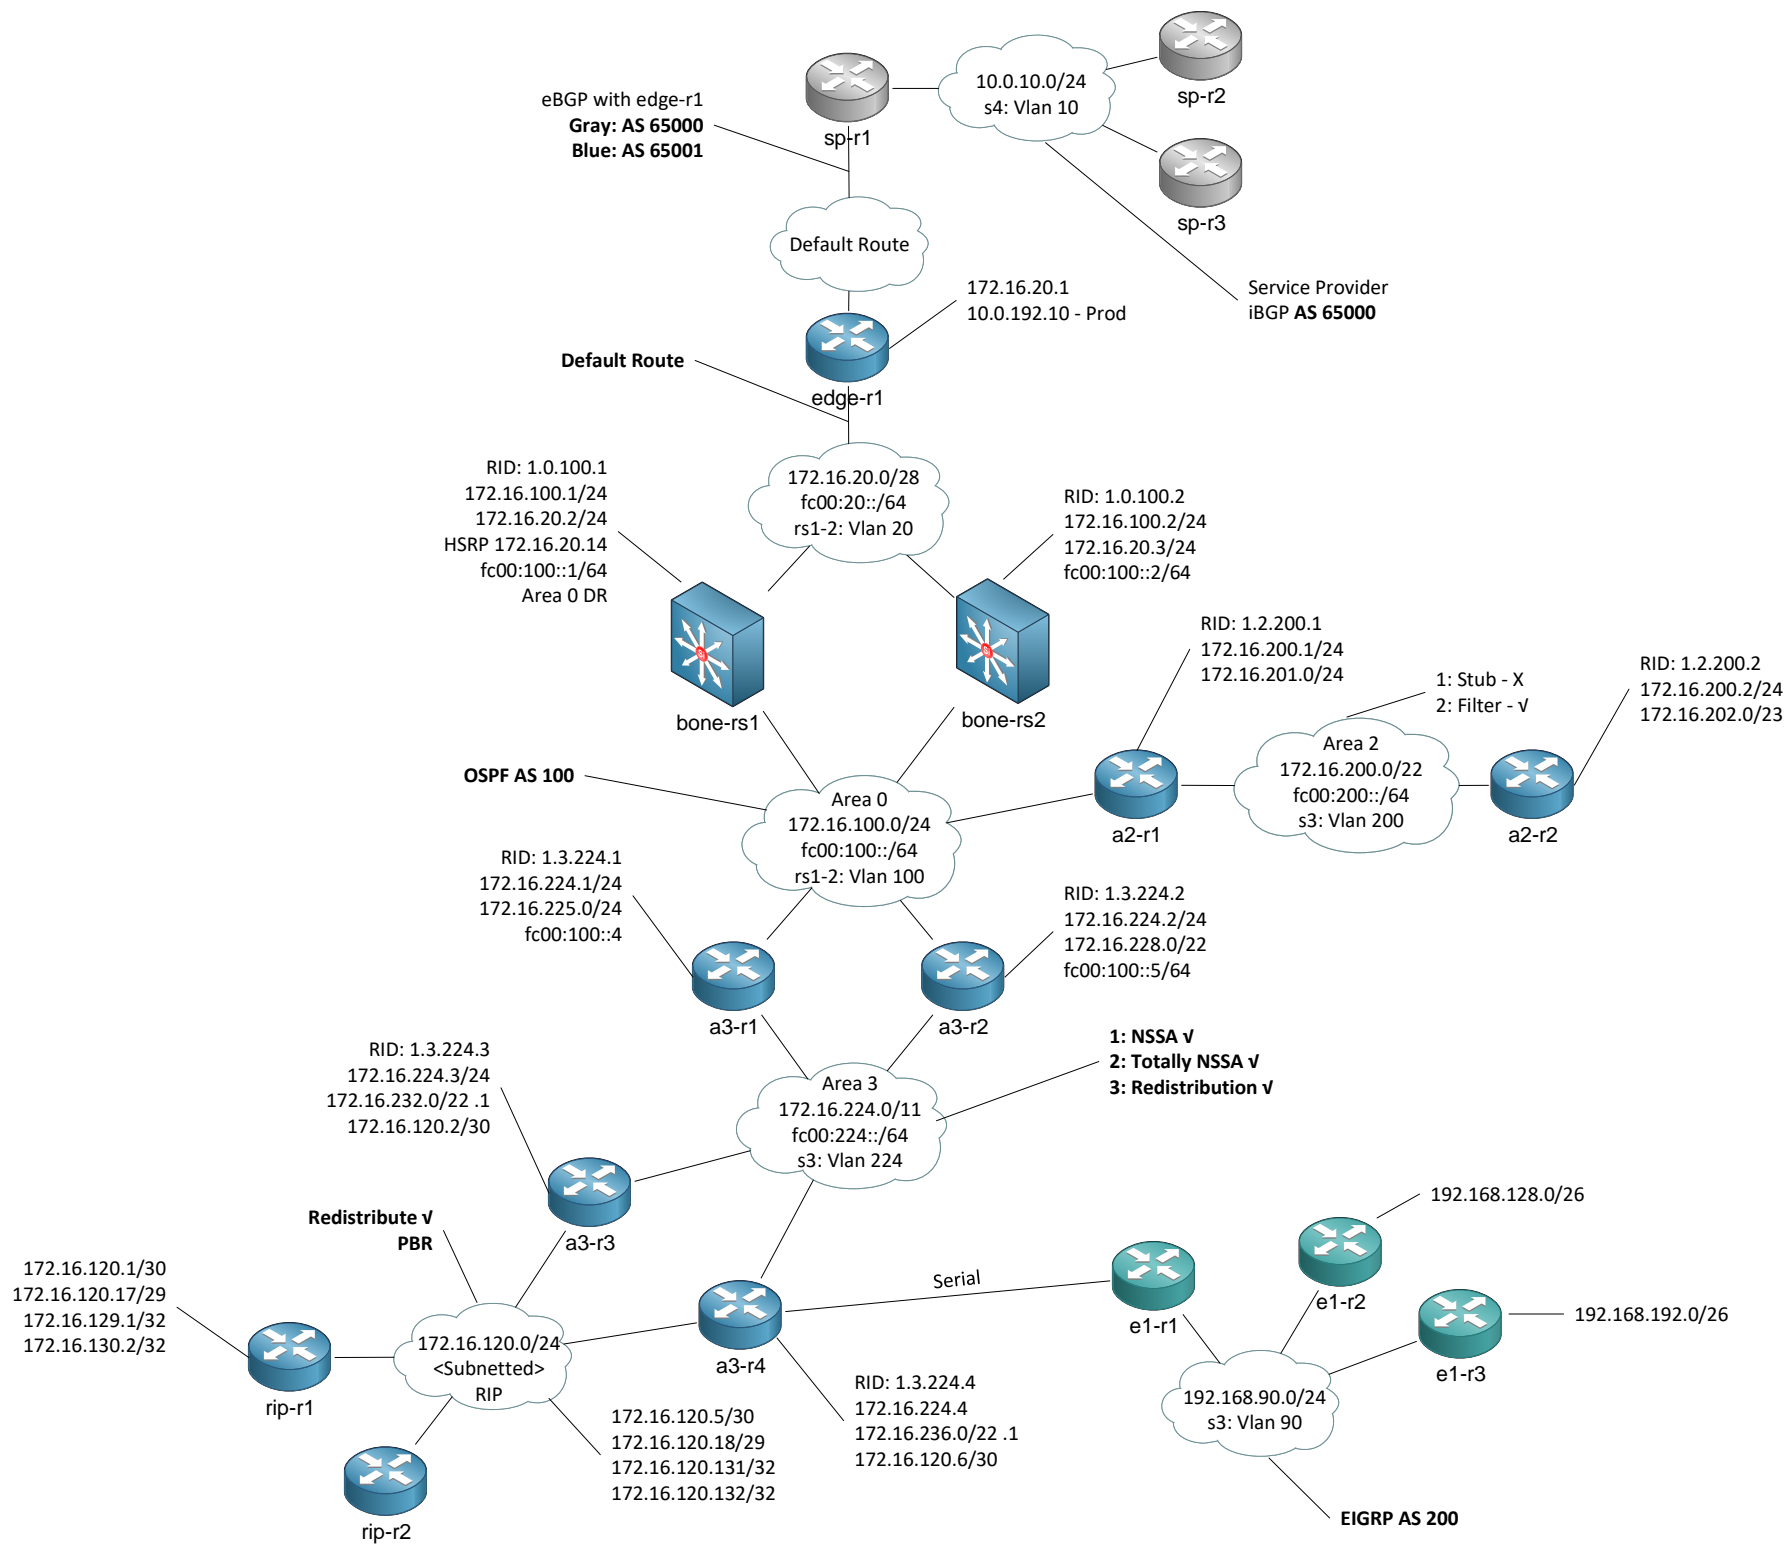 10.0.10.0/24
s4: Vlan 10
sp-r1
sp-r2
sp-r3
eBGP with edge-r1
Gray: AS 65000
Blue: AS 65001
Default Route
Service Provider
iBGP AS 65000
172.16.20.1
10.0.192.10 - Prod
edge-r1
Default Route
172.16.20.0/28
fc00:20::/64
rs1-2: Vlan 20
RID: 1.0.100.1
172.16.100.1/24
172.16.20.2/24
HSRP 172.16.20.14
fc00:100::1/64
Area 0 DR
RID: 1.0.100.2
172.16.100.2/24
172.16.20.3/24
fc00:100::2/64
bone-rs1
bone-rs2
RID: 1.2.200.1
172.16.200.1/24
172.16.201.0/24
1: Stub - X
2: Filter - √
RID: 1.2.200.2
172.16.200.2/24
172.16.202.0/23
Area 2
172.16.200.0/22
fc00:200::/64
s3: Vlan 200
a2-r1
a2-r2
OSPF AS 100
Area 0
172.16.100.0/24
fc00:100::/64
rs1-2: Vlan 100
RID: 1.3.224.1
172.16.224.1/24
172.16.225.0/24
fc00:100::4
RID: 1.3.224.2
172.16.224.2/24
172.16.228.0/22
fc00:100::5/64
a3-r1
a3-r2
1: NSSA √
2: Totally NSSA √
3: Redistribution √
Area 3
172.16.224.0/11
fc00:224::/64
s3: Vlan 224
RID: 1.3.224.3
172.16.224.3/24
172.16.232.0/22 .1
172.16.120.2/30
a3-r3
Redistribute √
PBR
172.16.120.1/30
172.16.120.17/29
172.16.129.1/32
172.16.130.2/32
rip-r1
172.16.120.0/24
<Subnetted>
RIP
rip-r2
172.16.120.5/30
172.16.120.18/29
172.16.120.131/32
172.16.120.132/32
a3-r4
RID: 1.3.224.4
172.16.224.4
172.16.236.0/22 .1
172.16.120.6/30
Serial
e1-r1
192.168.128.0/26
e1-r2
192.168.192.0/26
e1-r3
192.168.90.0/24
s3: Vlan 90
EIGRP AS 200